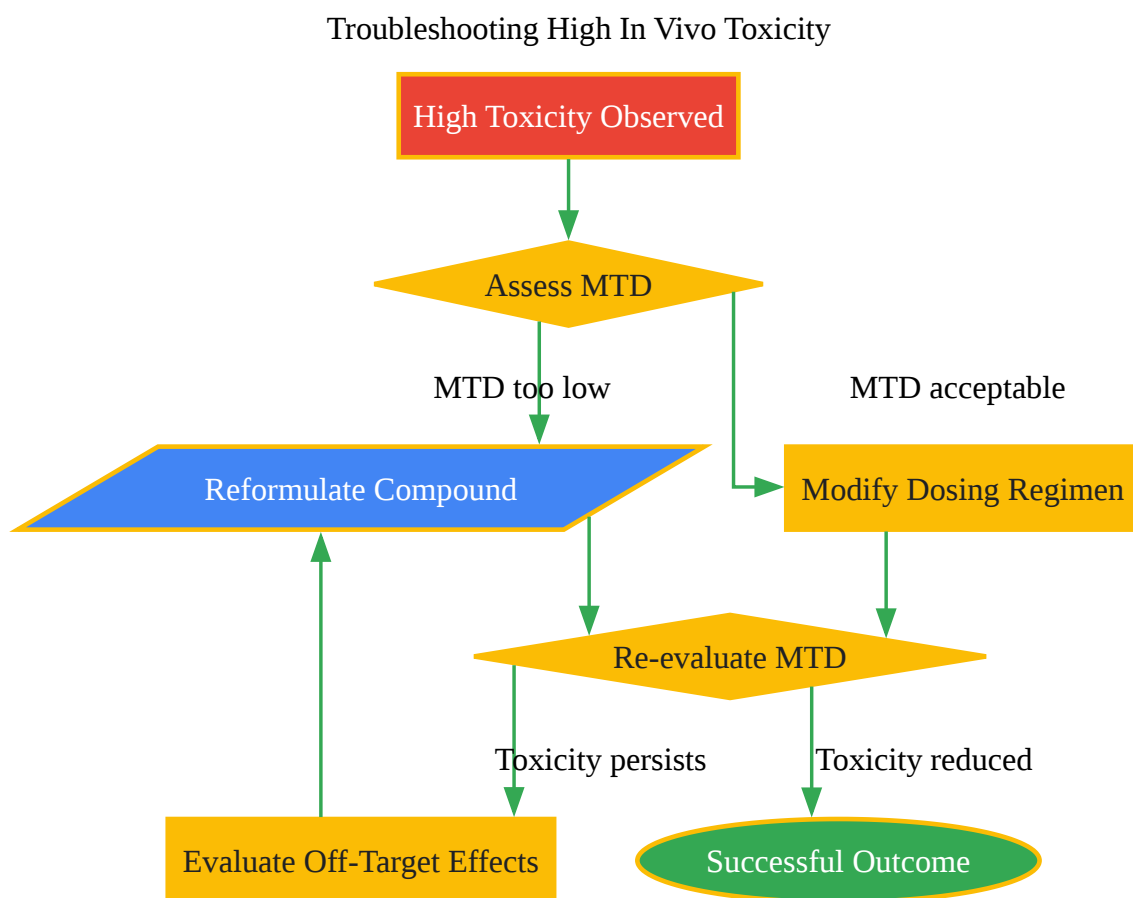 Troubleshooting High In Vivo Toxicity
High Toxicity Observed
Assess MTD
MTD too low
MTD acceptable
Reformulate Compound
Modify Dosing Regimen
Re-evaluate MTD
Toxicity persists
Toxicity reduced
Evaluate Off-Target Effects
Successful Outcome